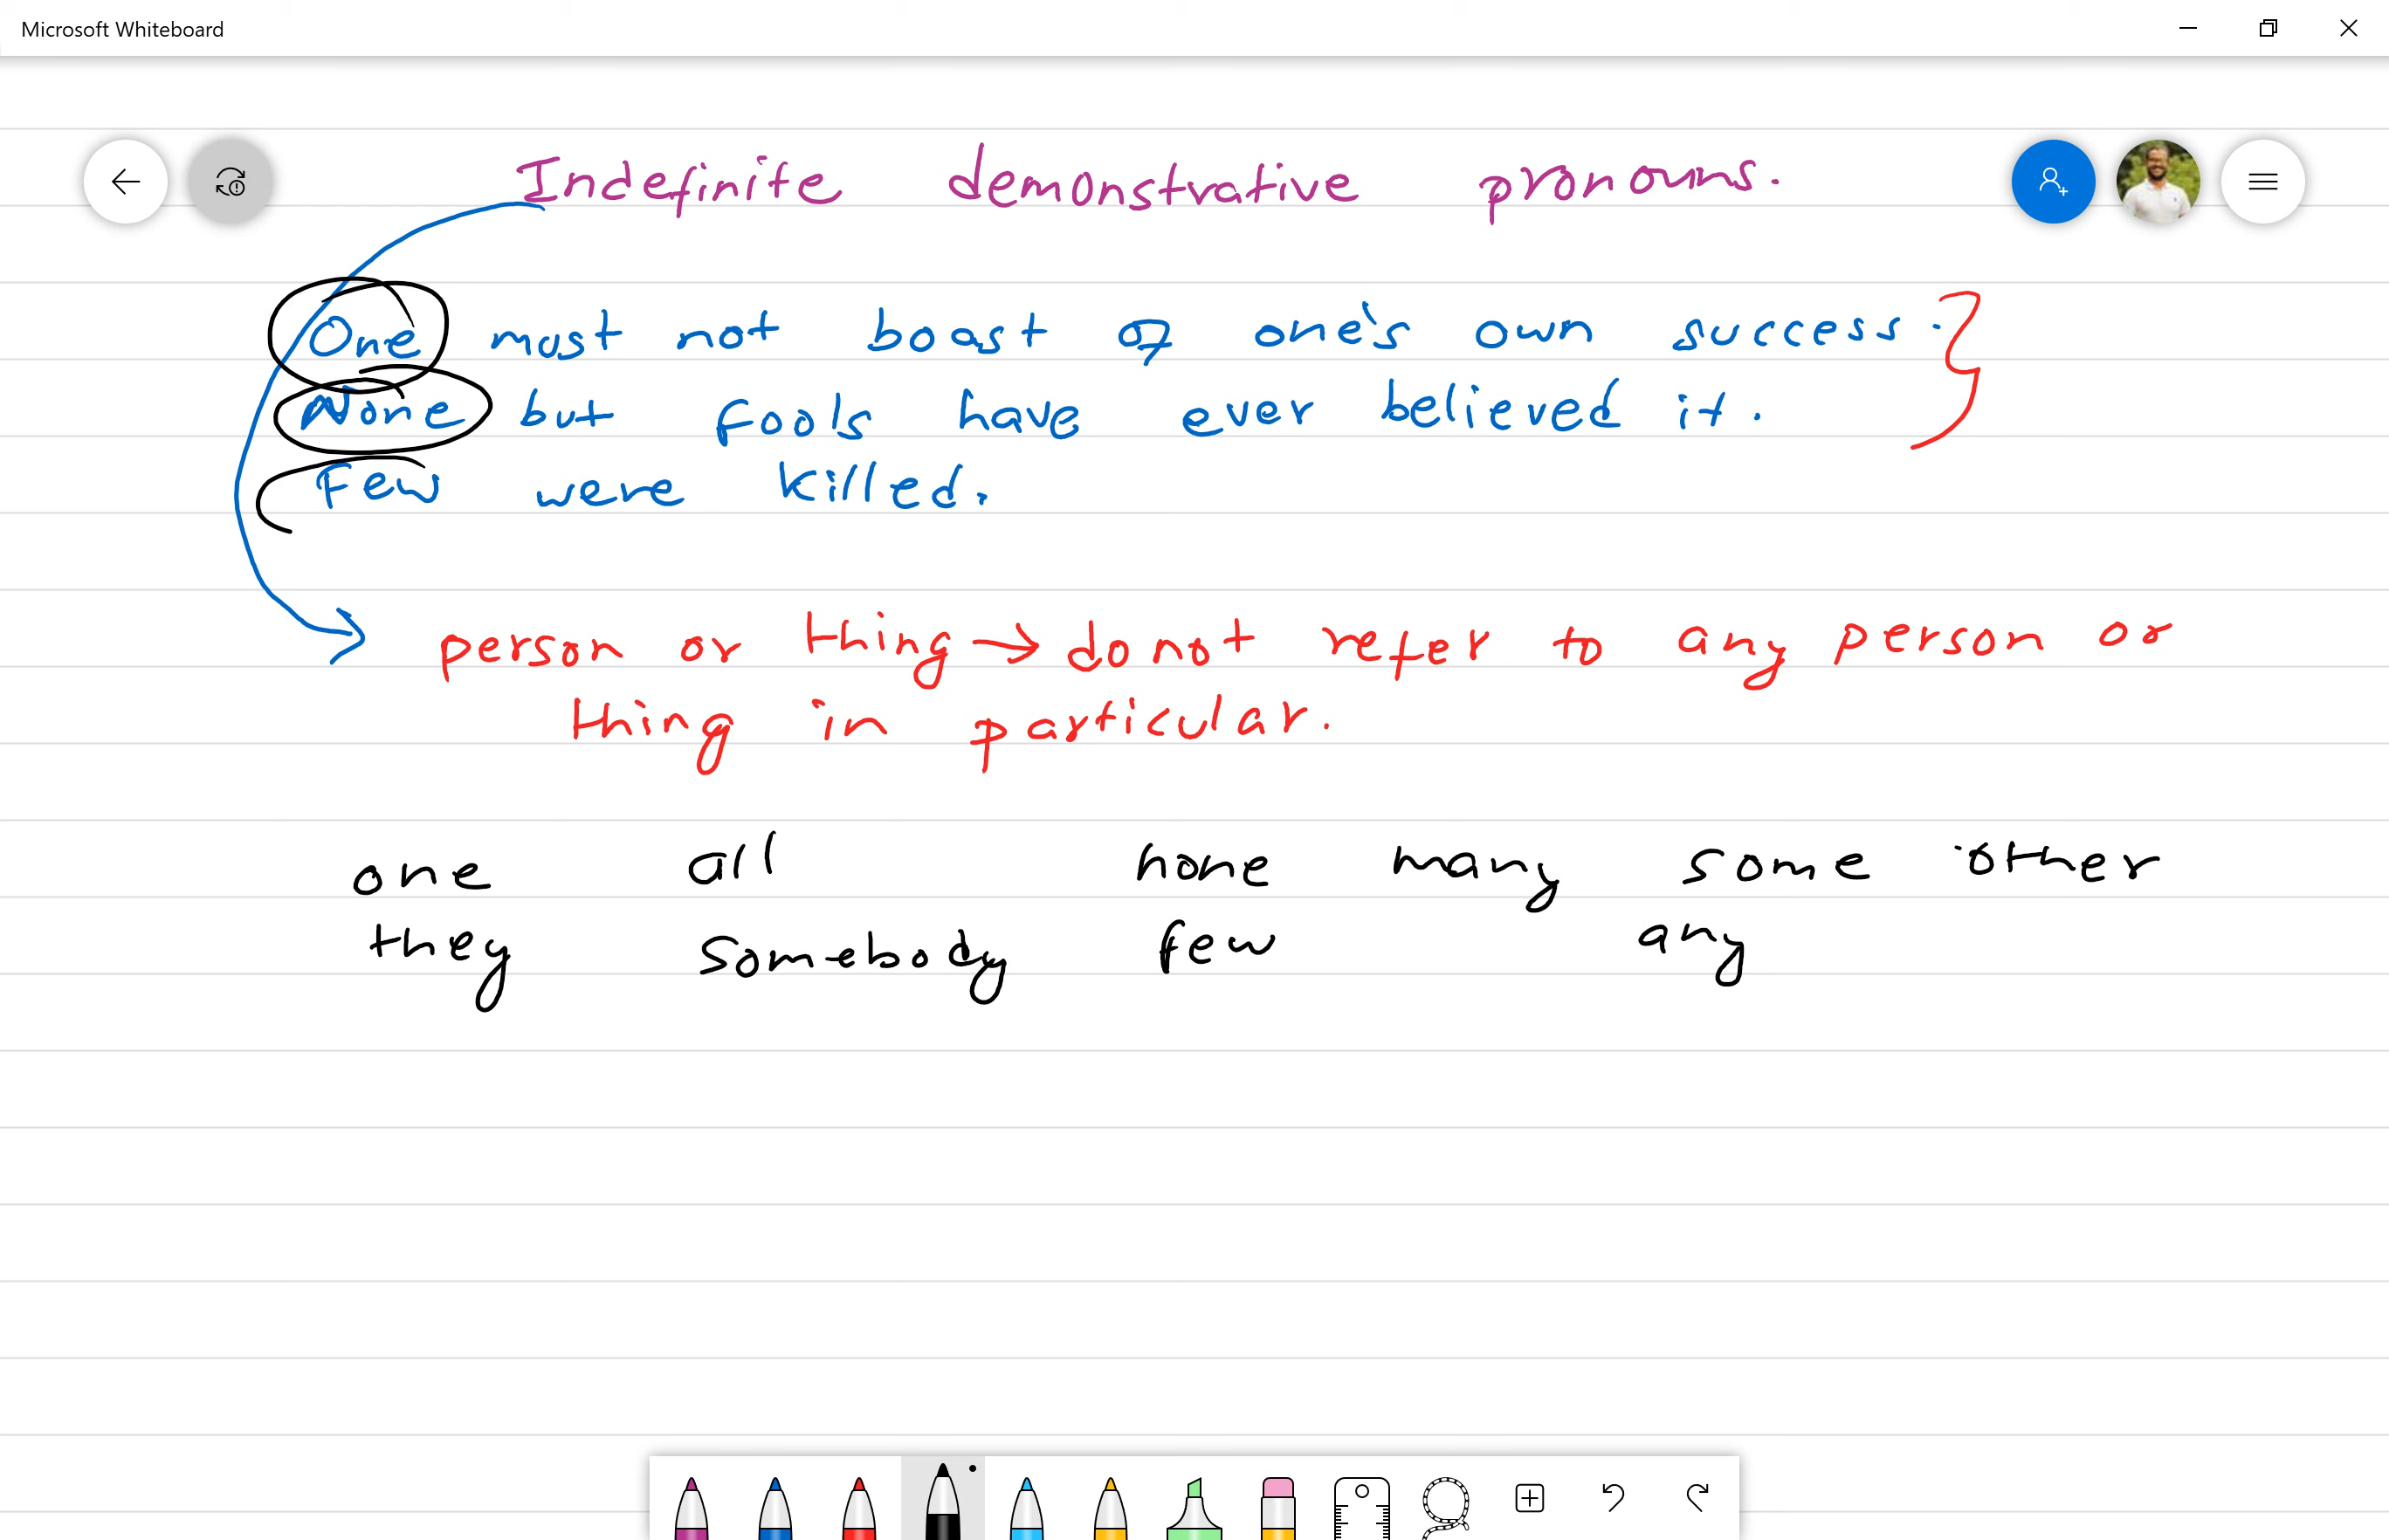 Microsoft Whiteboard
Indefinite demonstrative pronouns.
One must not boast of one's own success.
None but fools have ever believed it.
Few were killed.
person or thing → do not refer to any person or
thing in particular.
one all none many some other
they somebody few any